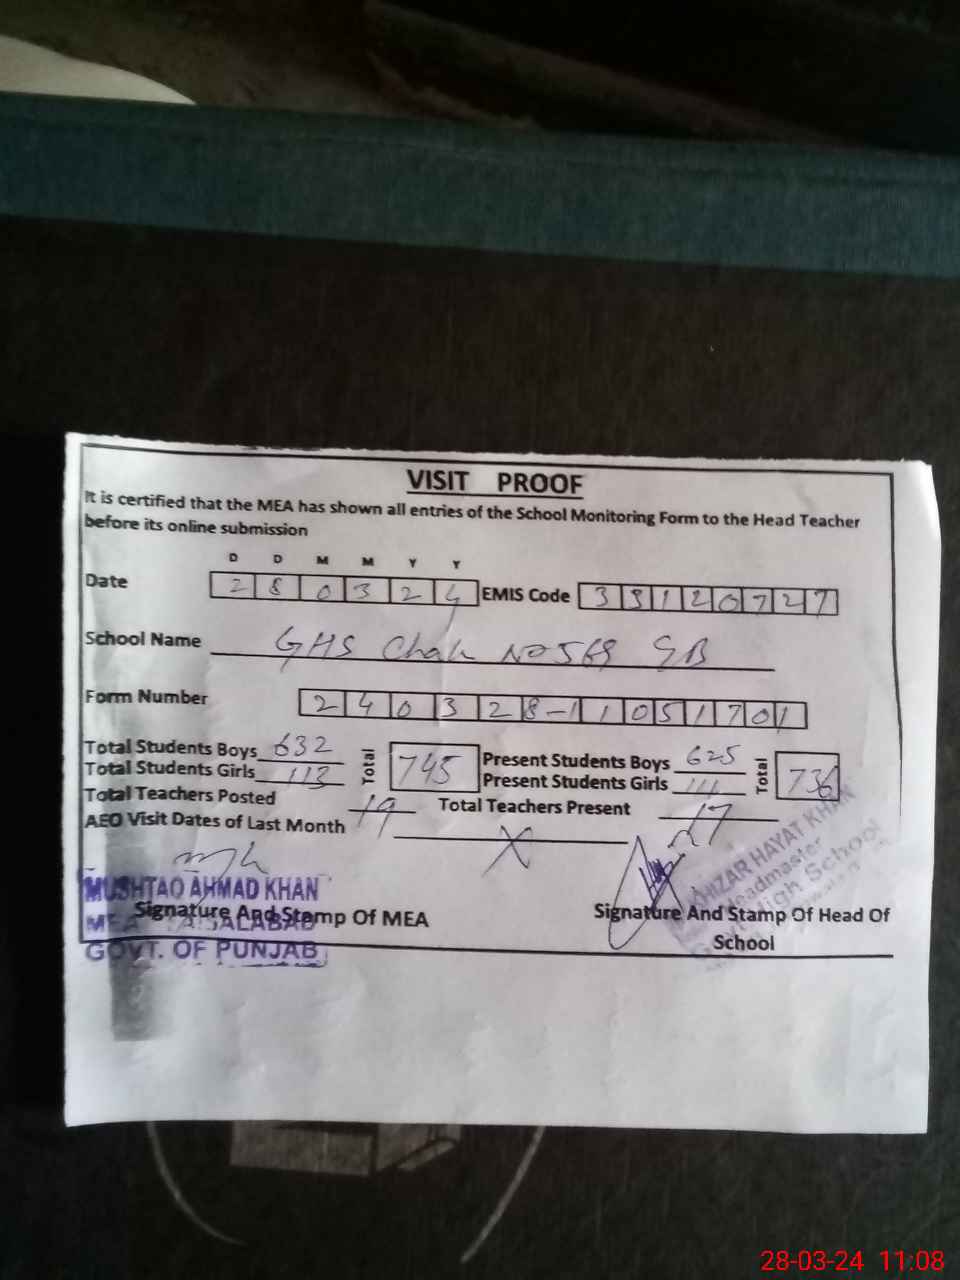 VISIT PROOF
It is certified that the MEA has shown all entries of the School Monitoring Form to the Head Teacher
before its online submission
D D M M Y Y
Date 2 8 0 3 2 4 EMIS Code 3 3 1 2 0 7 2 7
School Name GHS Chak No 568 GB
Form Number 2 4 0 3 2 8-1 1 0 5 1 7 0 1
Total Students Boys 632 Total 745 Present Students Boys 625 Total 736
Total Students Girls 113 Present Students Girls 111
Total Teachers Posted 19 Total Teachers Present 17
AEO Visit Dates of Last Month X
MUSHTAQ AHMAD KHAN
MEA FAISALABAD
GOVT. OF PUNJAB
Signature And Stamp Of MEA
KHIZAR HAYAT KHAN
Headmaster
High School
Signature And Stamp Of Head Of
School
28-03-24 11:08